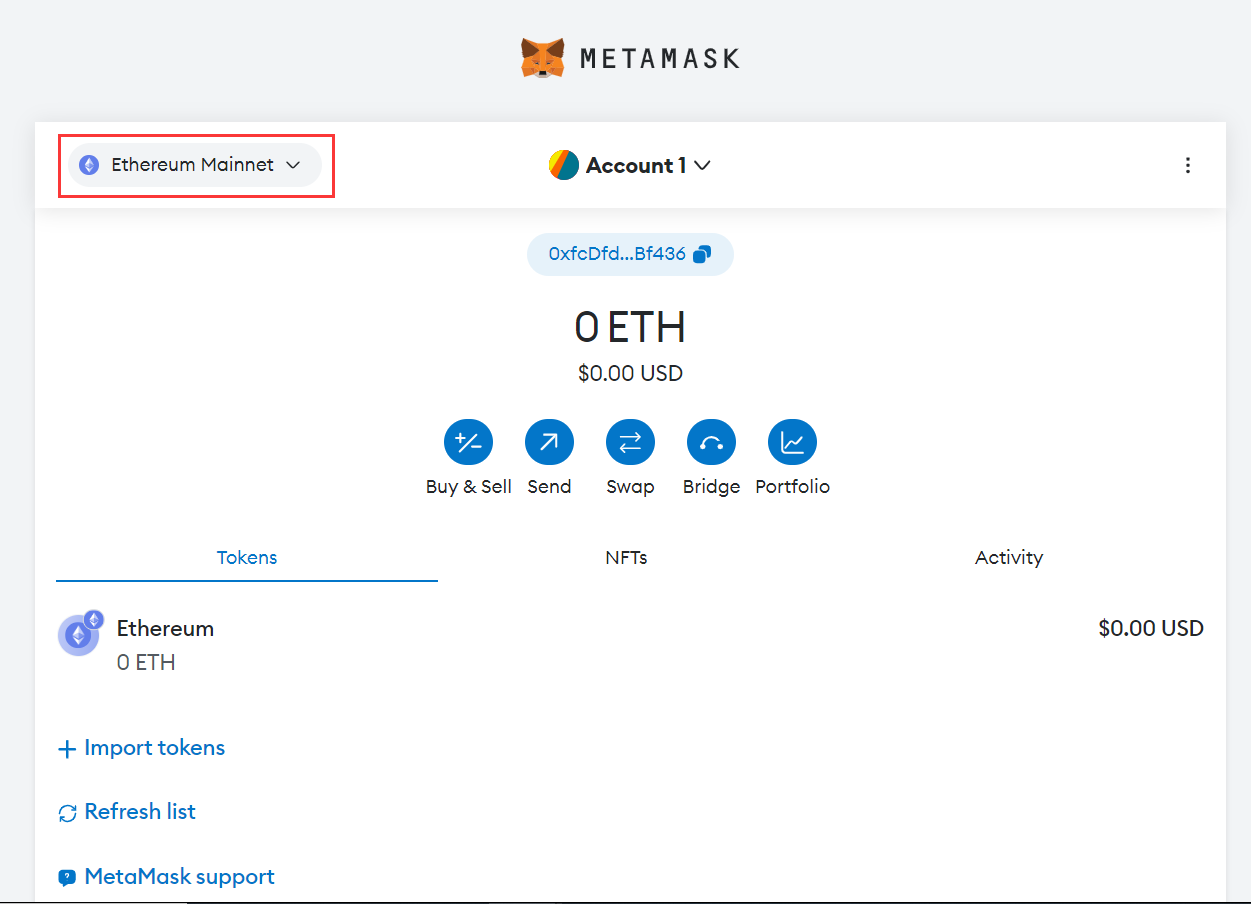 METAMASK
Ethereum Mainnet
Account 1
0xfcDfd...Bf436
0 ETH
$0.00 USD
Buy & Sell
Send
Swap
Bridge
Portfolio
Tokens
NFTs
Activity
Ethereum
$0.00 USD
0 ETH
Import tokens
Refresh list
MetaMask support